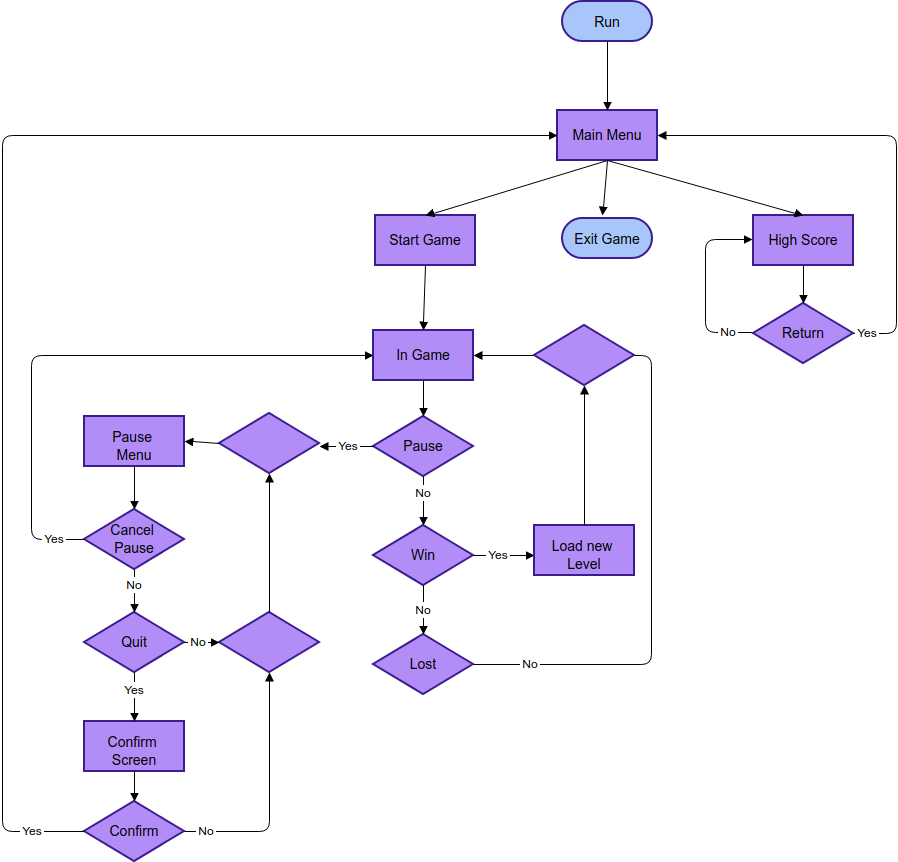 Run
Main Menu
Start Game
Exit Game
High Score
No
Return
Yes
In Game
Pause
Menu
Yes
Pause
No
Cancel
Pause
Yes
No
Win
Yes
Load new
Level
No
Quit
No
Lost
No
Yes
Confirm
Screen
Yes
Confirm
No